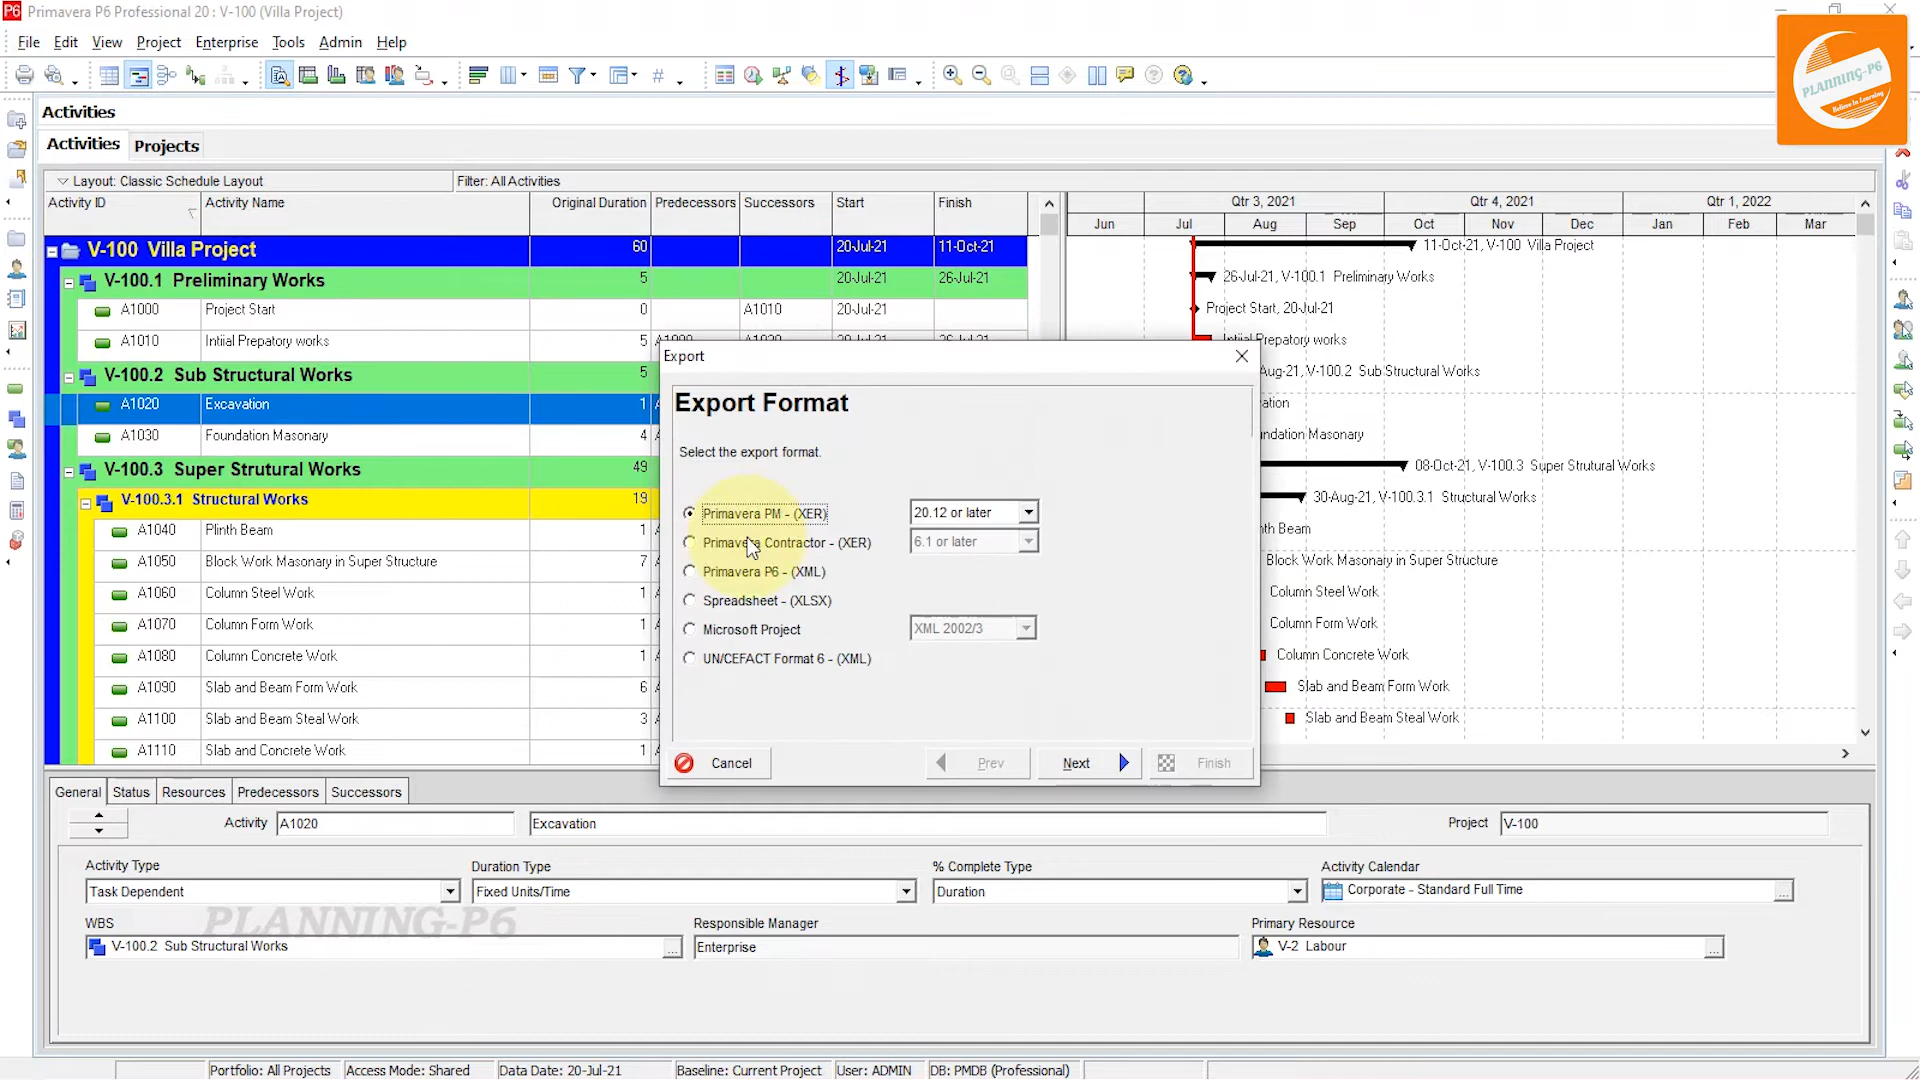 P6 Primavera P6 Professional 20 : V-100 (Villa Project)
File Edit View Project Enterprise Tools Admin Help
PLANNING-P6
Believe In Learning
Activities
Activities Projects
Layout: Classic Schedule Layout Filter: All Activities
Activity ID Activity Name Original Duration Predecessors Successors Start Finish
Qtr 3, 2021 Qtr 4, 2021 Qtr 1, 2022
Jun Jul Aug Sep Oct Nov Dec Jan Feb Mar
V-100 Villa Project 60 20-Jul-21 11-Oct-21 11-Oct-21, V-100 Villa Project
V-100.1 Preliminary Works 5 20-Jul-21 26-Jul-21 26-Jul-21, V-100.1 Preliminary Works
A1000 Project Start 0 A1010 20-Jul-21 Project Start, 20-Jul-21
A1010 Intiial Prepatory works 5 A1000 A1020 20-Jul-21 26-Jul-21 Intiial Prepatory works
V-100.2 Sub Structural Works 5 Aug-21, V-100.2 Sub Structural Works
A1020 Excavation 1 ation
A1030 Foundation Masonary 4 ndation Masonary
V-100.3 Super Strutural Works 49 08-Oct-21, V-100.3 Super Strutural Works
V-100.3.1 Structural Works 19 30-Aug-21, V-100.3.1 Structural Works
A1040 Plinth Beam 1 nth Beam
A1050 Block Work Masonary in Super Structure 7 Block Work Masonary in Super Structure
A1060 Column Steel Work 1 Column Steel Work
A1070 Column Form Work 1 Column Form Work
A1080 Column Concrete Work 1 Column Concrete Work
A1090 Slab and Beam Form Work 6 Slab and Beam Form Work
A1100 Slab and Beam Steal Work 3 Slab and Beam Steal Work
A1110 Slab and Concrete Work 1
Export
Export Format
Select the export format.
Primavera PM - (XER) 20.12 or later
Primavera Contractor - (XER) 6.1 or later
Primavera P6 - (XML)
Spreadsheet - (XLSX)
Microsoft Project XML 2002/3
UN/CEFACT Format 6 - (XML)
Cancel Prev Next Finish
General Status Resources Predecessors Successors
Activity A1020 Excavation Project V-100
Activity Type Duration Type % Complete Type Activity Calendar
Task Dependent Fixed Units/Time Duration Corporate - Standard Full Time
PLANNING-P6
WBS Responsible Manager Primary Resource
V-100.2 Sub Structural Works Enterprise V-2 Labour
Portfolio: All Projects Access Mode: Shared Data Date: 20-Jul-21 Baseline: Current Project User: ADMIN DB: PMDB (Professional)